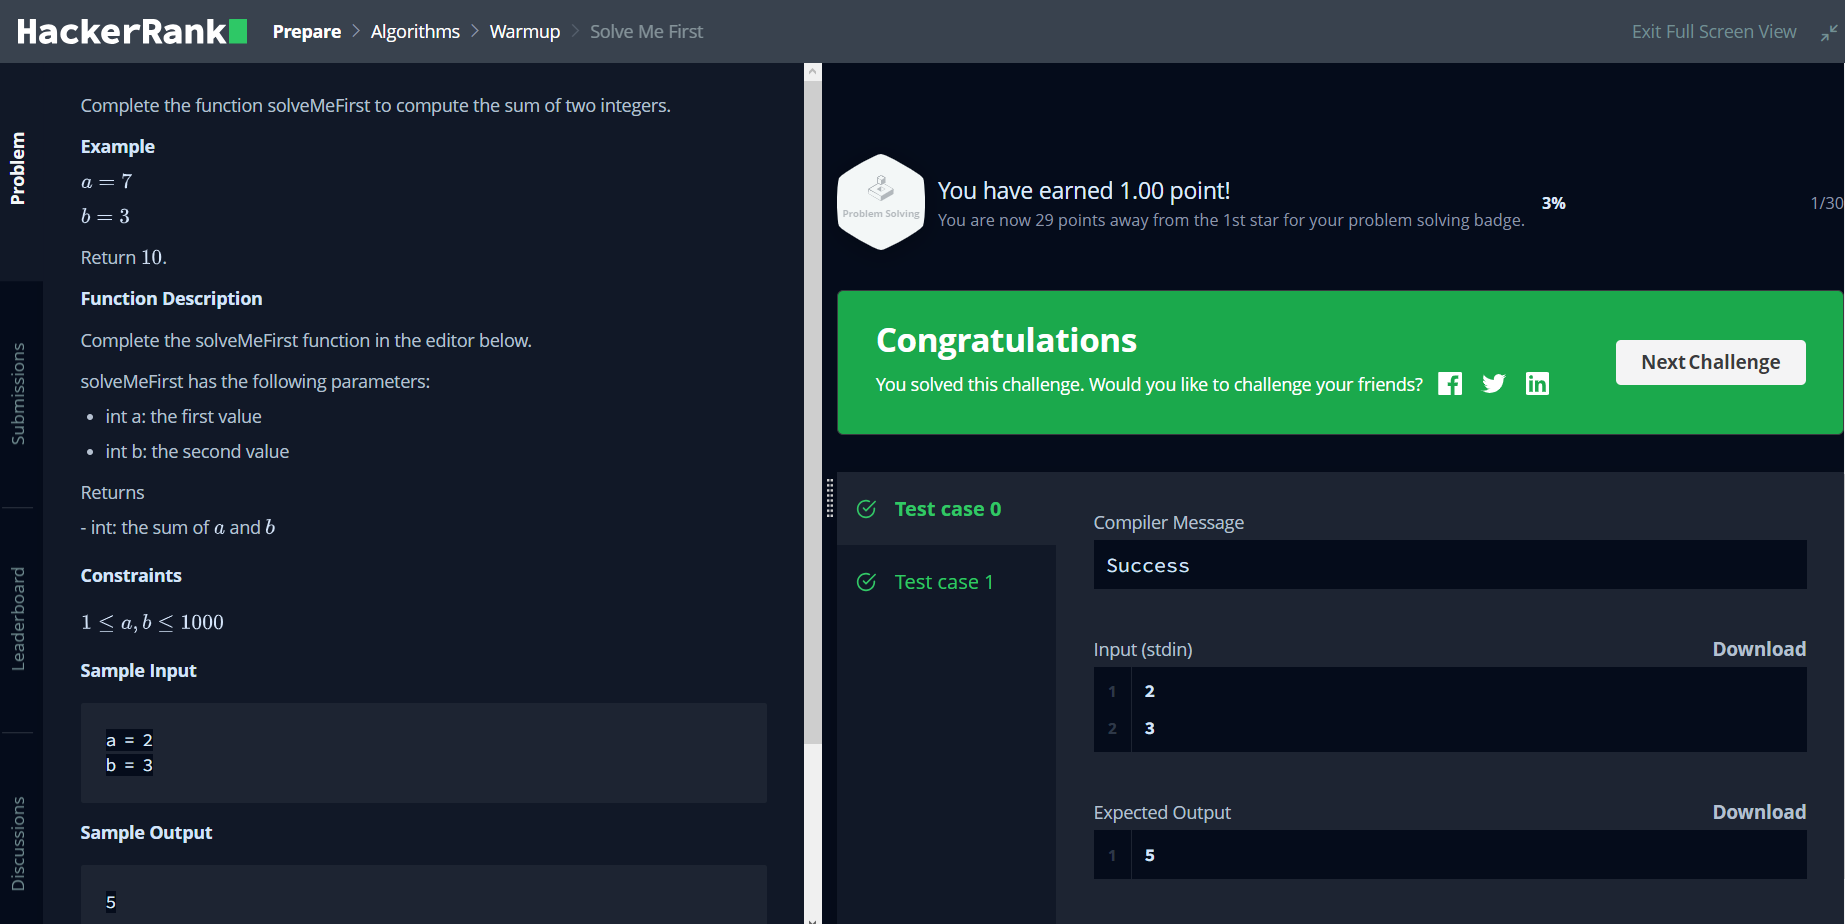 HackerRank
Prepare > Algorithms > Warmup > Solve Me First
Exit Full Screen View
Problem
Submissions
Leaderboard
Discussions
Complete the function solveMeFirst to compute the sum of two integers.
Example
a = 7
b = 3
Return 10.
Function Description
Complete the solveMeFirst function in the editor below.
solveMeFirst has the following parameters:
• int a: the first value
• int b: the second value
Returns
- int: the sum of a and b
Constraints
1 ≤ a, b ≤ 1000
Sample Input
a = 2
b = 3
Sample Output
5
Problem Solving
You have earned 1.00 point!
You are now 29 points away from the 1st star for your problem solving badge.
3%
1/30
Congratulations
You solved this challenge. Would you like to challenge your friends?
Next Challenge
Test case 0
Test case 1
Compiler Message
Success
Input (stdin)
Download
1 2
2 3
Expected Output
Download
1 5